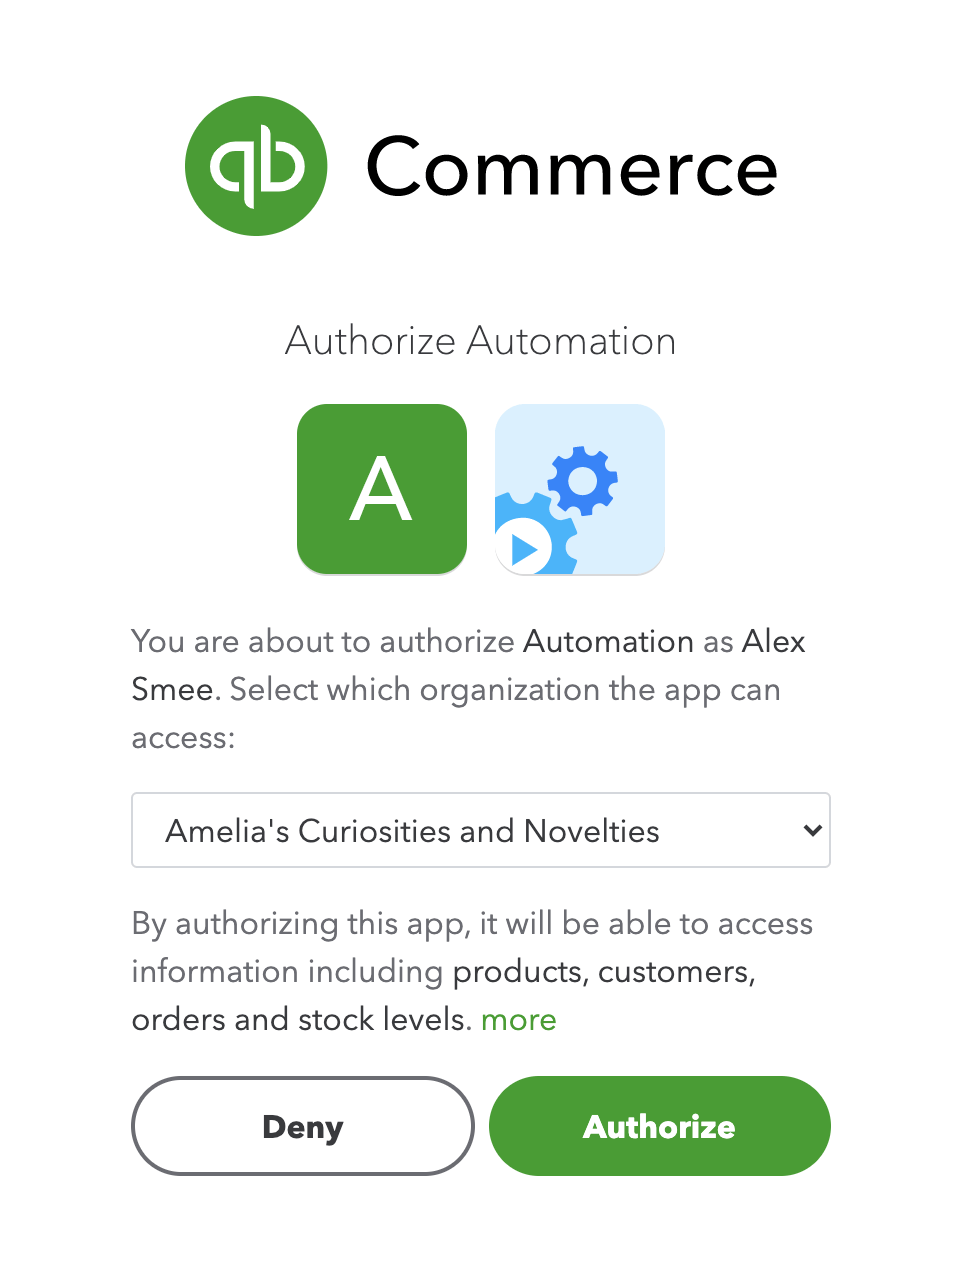 qb Commerce
Authorize Automation
A
You are about to authorize Automation as Alex
Smee. Select which organization the app can
access:
Amelia's Curiosities and Novelties
By authorizing this app, it will be able to access
information including products, customers,
orders and stock levels. more
Deny Authorize